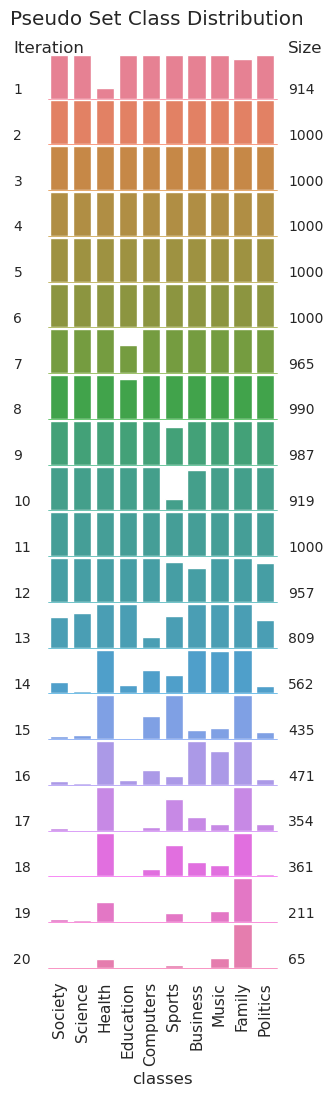 Pseudo Set Class Distribution
Iteration Size
1 914
2 1000
3 1000
4 1000
5 1000
6 1000
7 965
8 990
9 987
10 919
11 1000
12 957
13 809
14 562
15 435
16 471
17 354
18 361
19 211
20 65
Society
Science
Health
Education
Computers
Sports
Business
Music
Family
Politics
classes